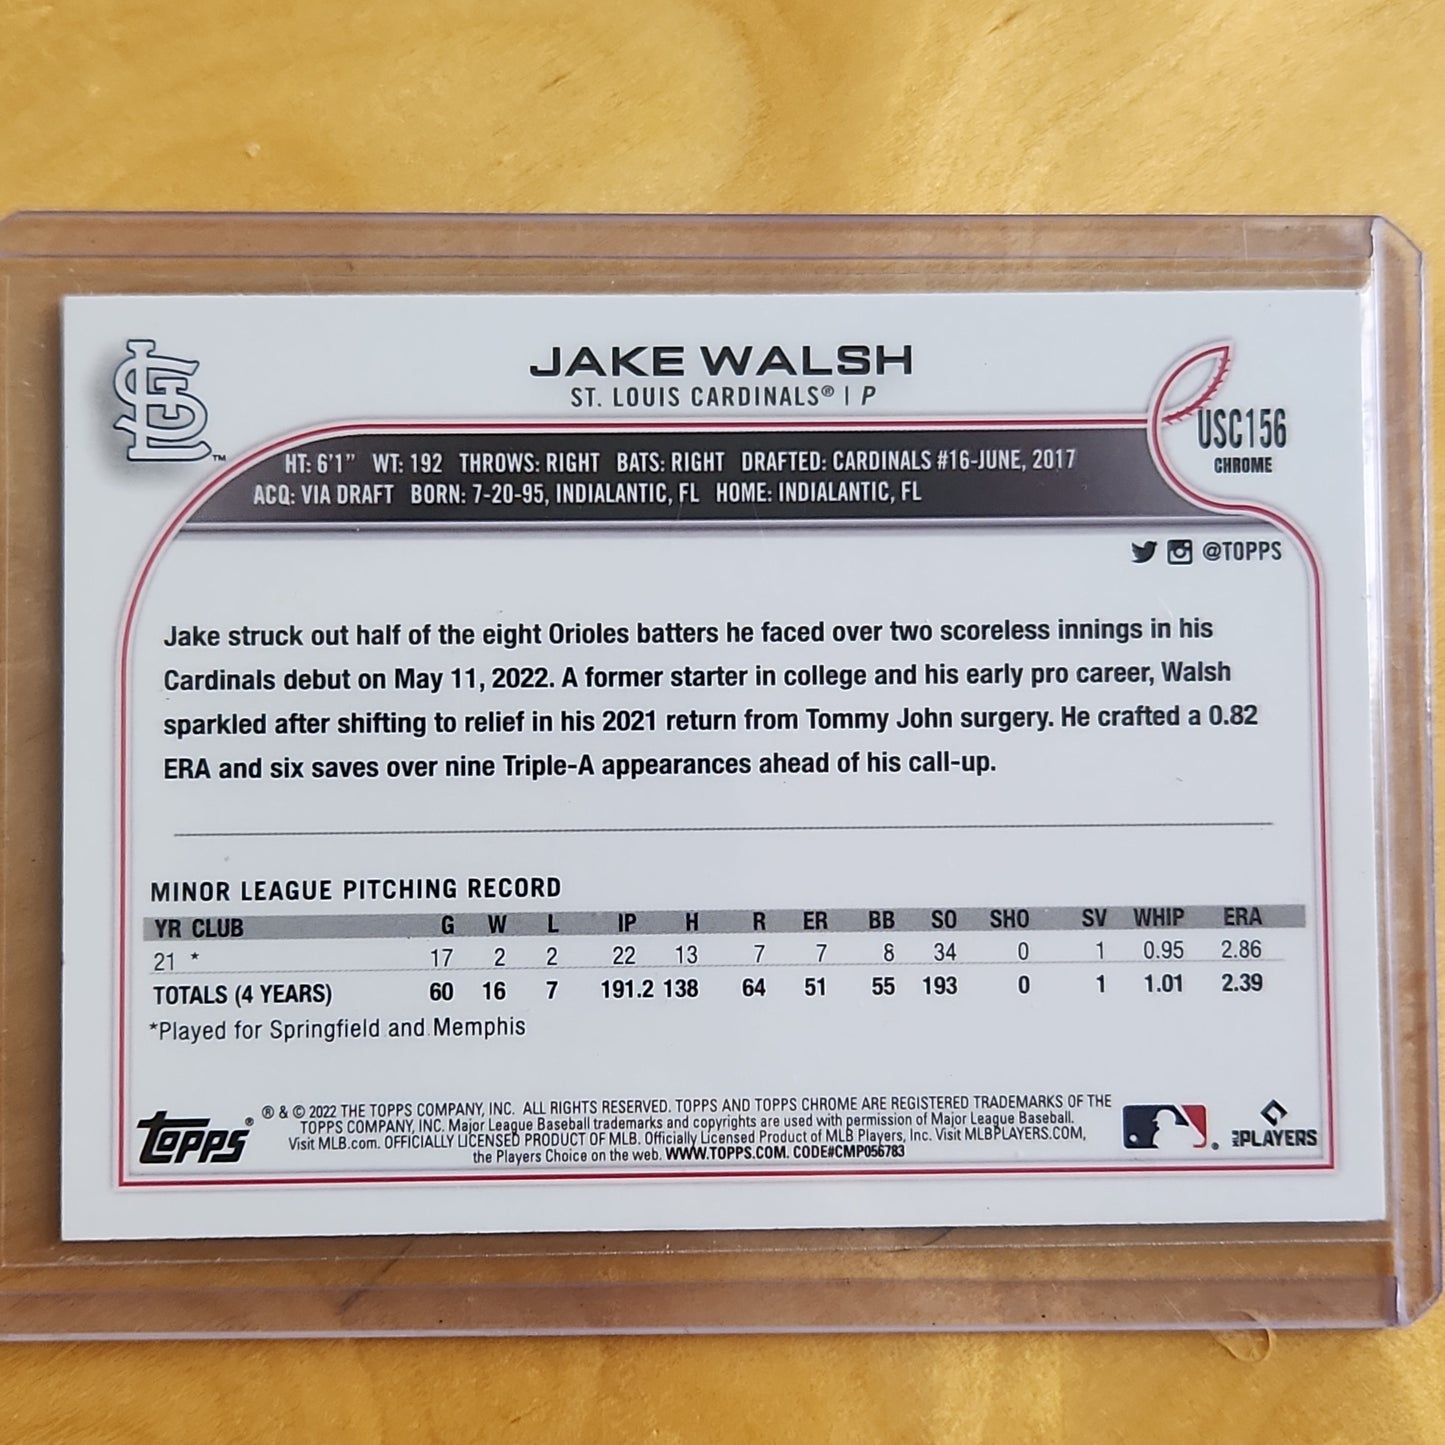 JAKE WALSH
ST. LOUIS CARDINALS® | P
STL™
USC156
CHROME
HT: 6'1" WT: 192 THROWS: RIGHT BATS: RIGHT DRAFTED: CARDINALS #16-JUNE, 2017
ACQ: VIA DRAFT BORN: 7-20-95, INDIALANTIC, FL HOME: INDIALANTIC, FL
@TOPPS
Jake struck out half of the eight Orioles batters he faced over two scoreless innings in his
Cardinals debut on May 11, 2022. A former starter in college and his early pro career, Walsh
sparkled after shifting to relief in his 2021 return from Tommy John surgery. He crafted a 0.82
ERA and six saves over nine Triple-A appearances ahead of his call-up.
MINOR LEAGUE PITCHING RECORD
YR CLUB G W L IP H R ER BB SO SHO SV WHIP ERA
21 * 17 2 2 22 13 7 7 8 34 0 1 0.95 2.86
TOTALS (4 YEARS) 60 16 7 191.2 138 64 51 55 193 0 1 1.01 2.39
*Played for Springfield and Memphis
TOPPS®
® & © 2022 THE TOPPS COMPANY, INC. ALL RIGHTS RESERVED. TOPPS AND TOPPS CHROME ARE REGISTERED TRADEMARKS OF THE
TOPPS COMPANY, INC. Major League Baseball trademarks and copyrights are used with permission of Major League Baseball.
Visit MLB.com. OFFICIALLY LICENSED PRODUCT OF MLB. Officially Licensed Product of MLB Players, Inc. Visit MLBPLAYERS.COM,
the Players Choice on the web. WWW.TOPPS.COM. CODE#CMP056783
MLB PLAYERS